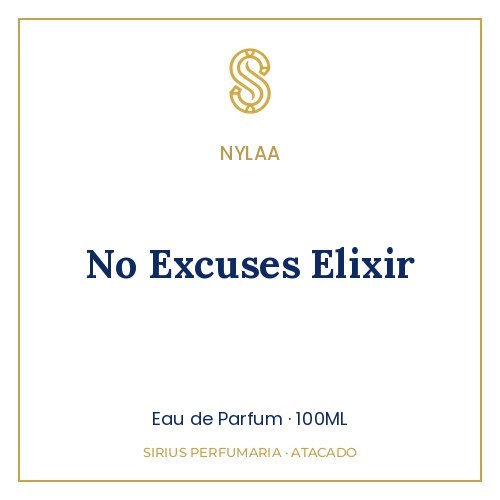 NYLAA
No Excuses Elixir
Eau de Parfum · 100ML
SIRIUS PERFUMARIA · ATACADO